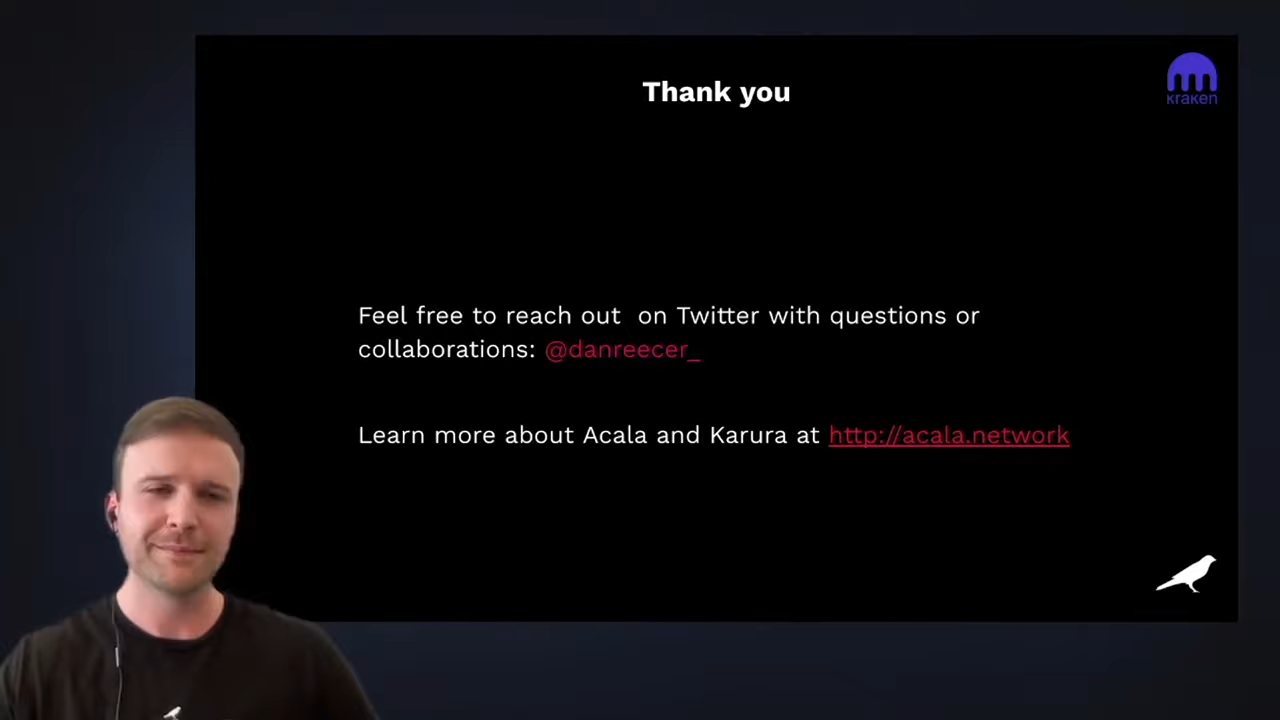 Thank you
kraken
Feel free to reach out  on Twitter with questions or
collaborations: @danreecer_
Learn more about Acala and Karura at http://acala.network